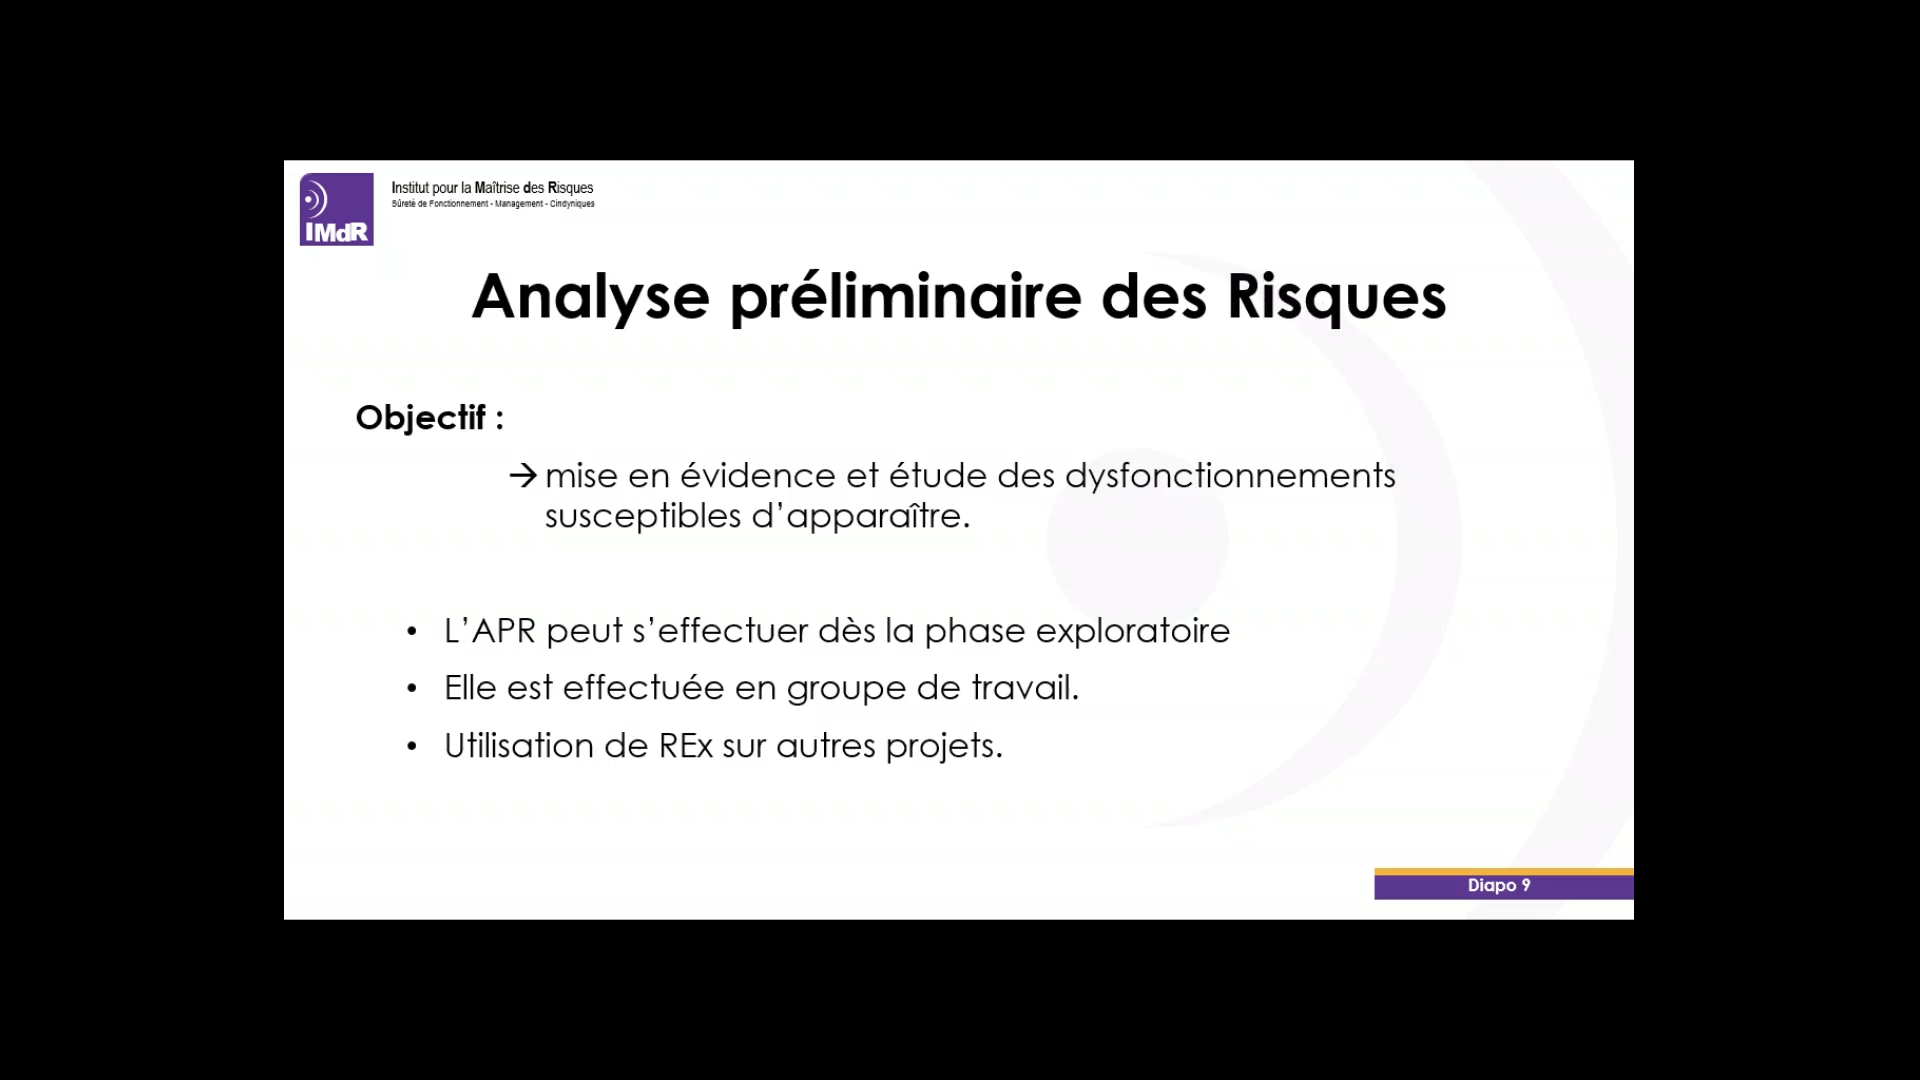 Institut pour la Maîtrise des Risques
Sûreté de Fonctionnement - Management - Cindyniques
IMdR
Analyse préliminaire des Risques
Objectif :
→ mise en évidence et étude des dysfonctionnements
susceptibles d’apparaître.
• L’APR peut s’effectuer dès la phase exploratoire
• Elle est effectuée en groupe de travail.
• Utilisation de REx sur autres projets.
Diapo 9